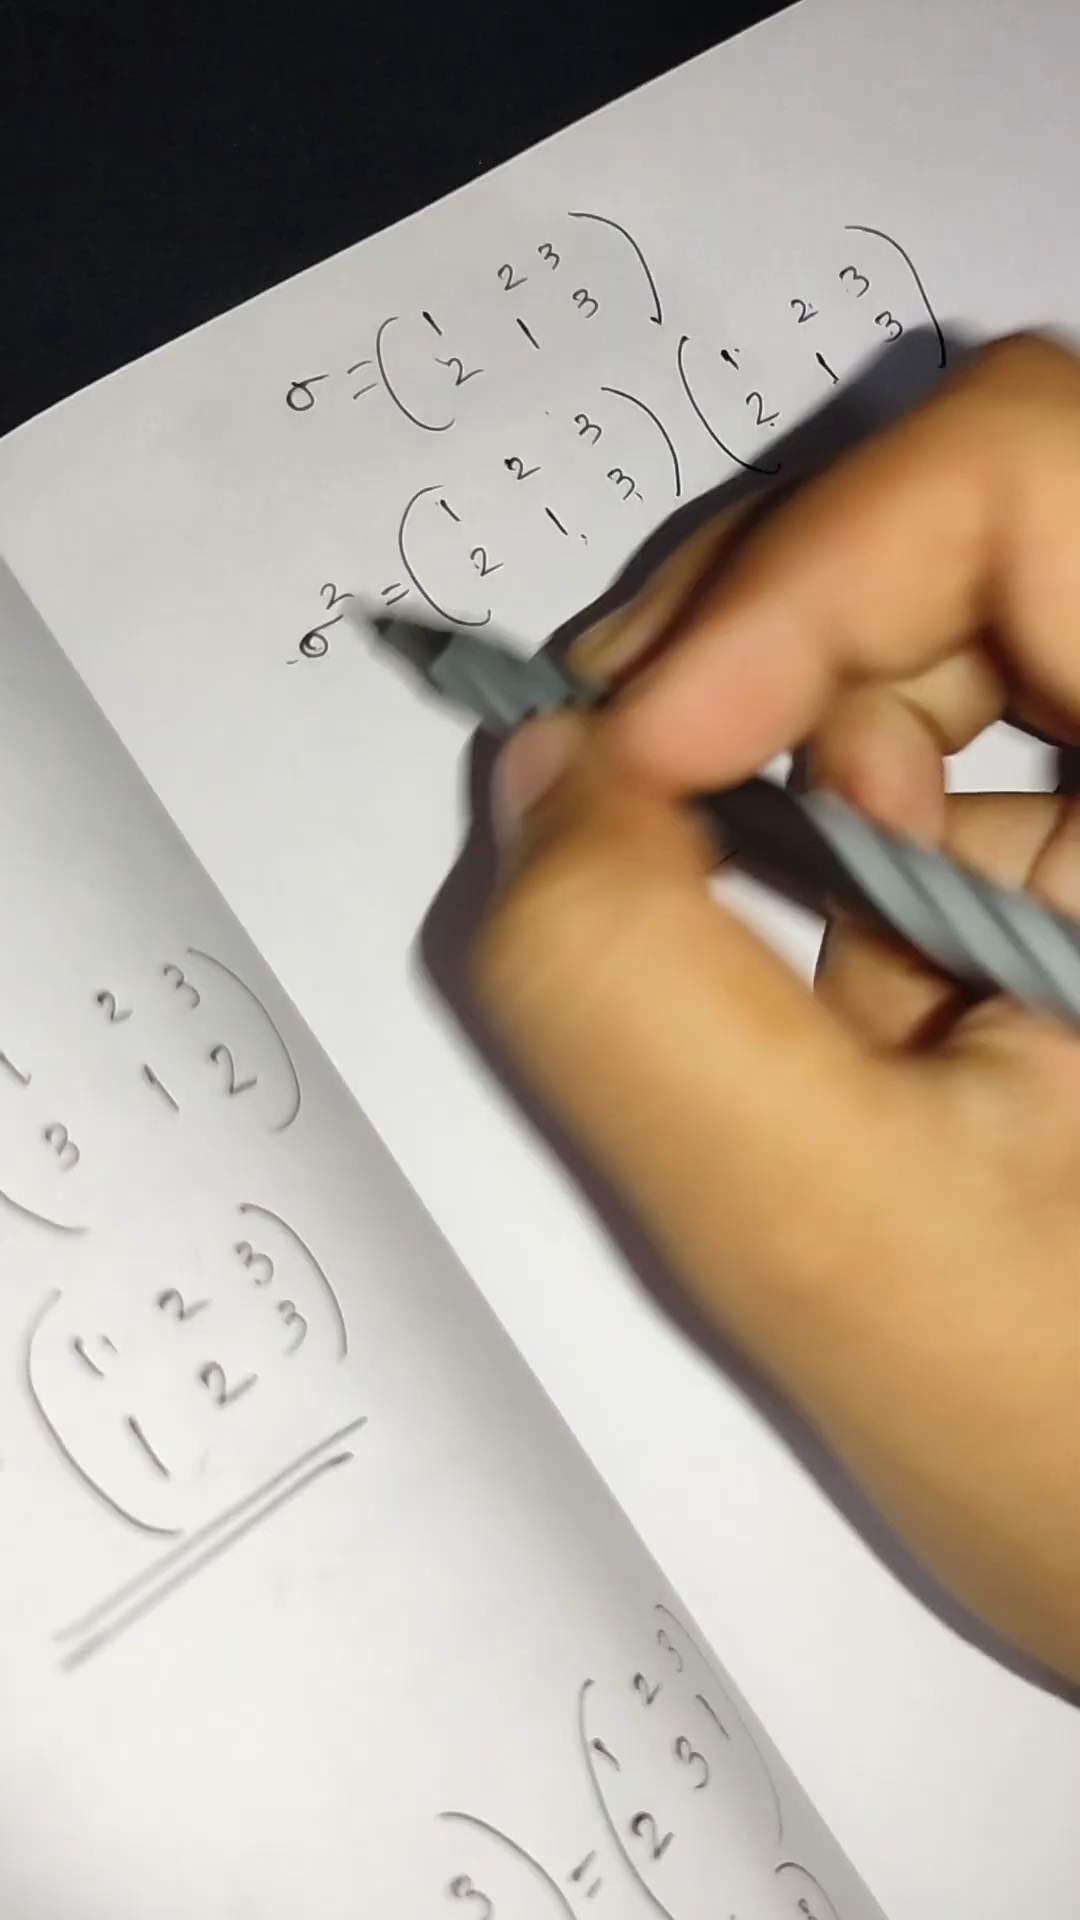 σ = ( 1 2 3 )
2 1 3
σ² = ( 1 2 3 ) ( 1 2 3 )
2 1 3 2 1 3
1 2 3 )
3 1 2
( 1 2 3 )
1 2 3
3 ) = ( 1 2 3 )
2 3 1